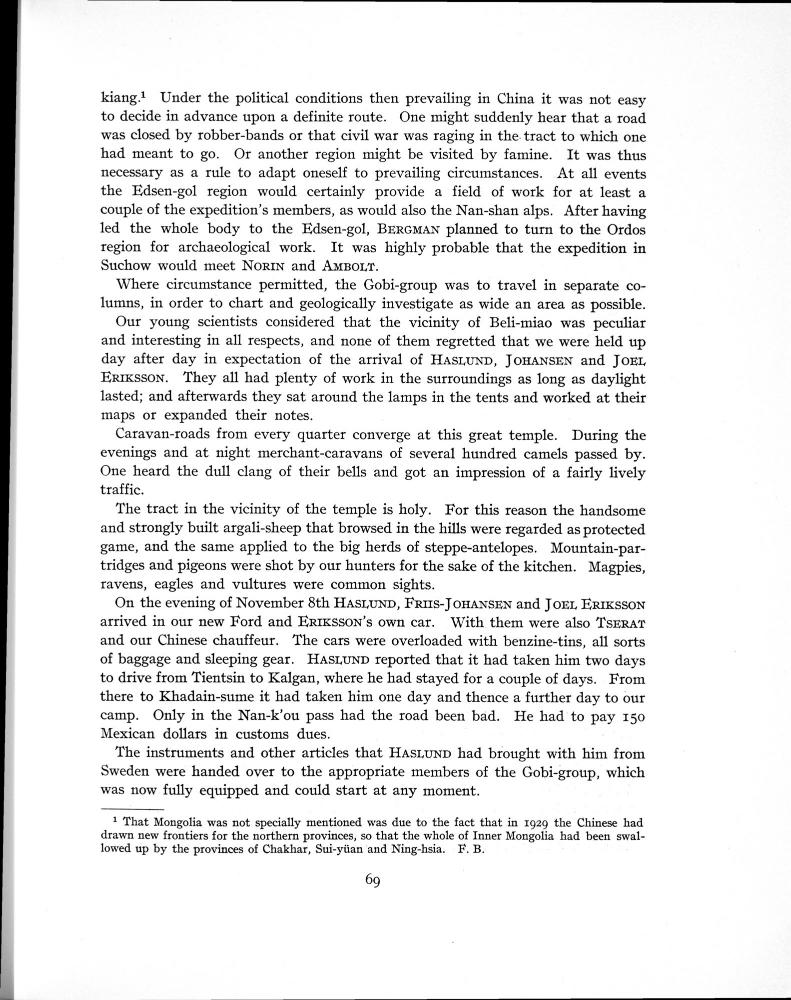 kiang.¹ Under the political conditions then prevailing in China it was not easy
to decide in advance upon a definite route. One might suddenly hear that a road
was closed by robber-bands or that civil war was raging in the tract to which one
had meant to go. Or another region might be visited by famine. It was thus
necessary as a rule to adapt oneself to prevailing circumstances. At all events
the Edsen-gol region would certainly provide a field of work for at least a
couple of the expedition's members, as would also the Nan-shan alps. After having
led the whole body to the Edsen-gol, BERGMAN planned to turn to the Ordos
region for archaeological work. It was highly probable that the expedition in
Suchow would meet NORIN and AMBOLT.
Where circumstance permitted, the Gobi-group was to travel in separate co-
lumns, in order to chart and geologically investigate as wide an area as possible.
Our young scientists considered that the vicinity of Beli-miao was peculiar
and interesting in all respects, and none of them regretted that we were held up
day after day in expectation of the arrival of HASLUND, JOHANSEN and JOEL
ERIKSSON. They all had plenty of work in the surroundings as long as daylight
lasted; and afterwards they sat around the lamps in the tents and worked at their
maps or expanded their notes.
Caravan-roads from every quarter converge at this great temple. During the
evenings and at night merchant-caravans of several hundred camels passed by.
One heard the dull clang of their bells and got an impression of a fairly lively
traffic.
The tract in the vicinity of the temple is holy. For this reason the handsome
and strongly built argali-sheep that browsed in the hills were regarded as protected
game, and the same applied to the big herds of steppe-antelopes. Mountain-par-
tridges and pigeons were shot by our hunters for the sake of the kitchen. Magpies,
ravens, eagles and vultures were common sights.
On the evening of November 8th HASLUND, FRIIS-JOHANSEN and JOEL ERIKSSON
arrived in our new Ford and ERIKSSON's own car. With them were also TSERAT
and our Chinese chauffeur. The cars were overloaded with benzine-tins, all sorts
of baggage and sleeping gear. HASLUND reported that it had taken him two days
to drive from Tientsin to Kalgan, where he had stayed for a couple of days. From
there to Khadain-sume it had taken him one day and thence a further day to our
camp. Only in the Nan-k'ou pass had the road been bad. He had to pay 150
Mexican dollars in customs dues.
The instruments and other articles that HASLUND had brought with him from
Sweden were handed over to the appropriate members of the Gobi-group, which
was now fully equipped and could start at any moment.
¹ That Mongolia was not specially mentioned was due to the fact that in 1929 the Chinese had
drawn new frontiers for the northern provinces, so that the whole of Inner Mongolia had been swal-
lowed up by the provinces of Chakhar, Sui-yüan and Ning-hsia. F. B.
69